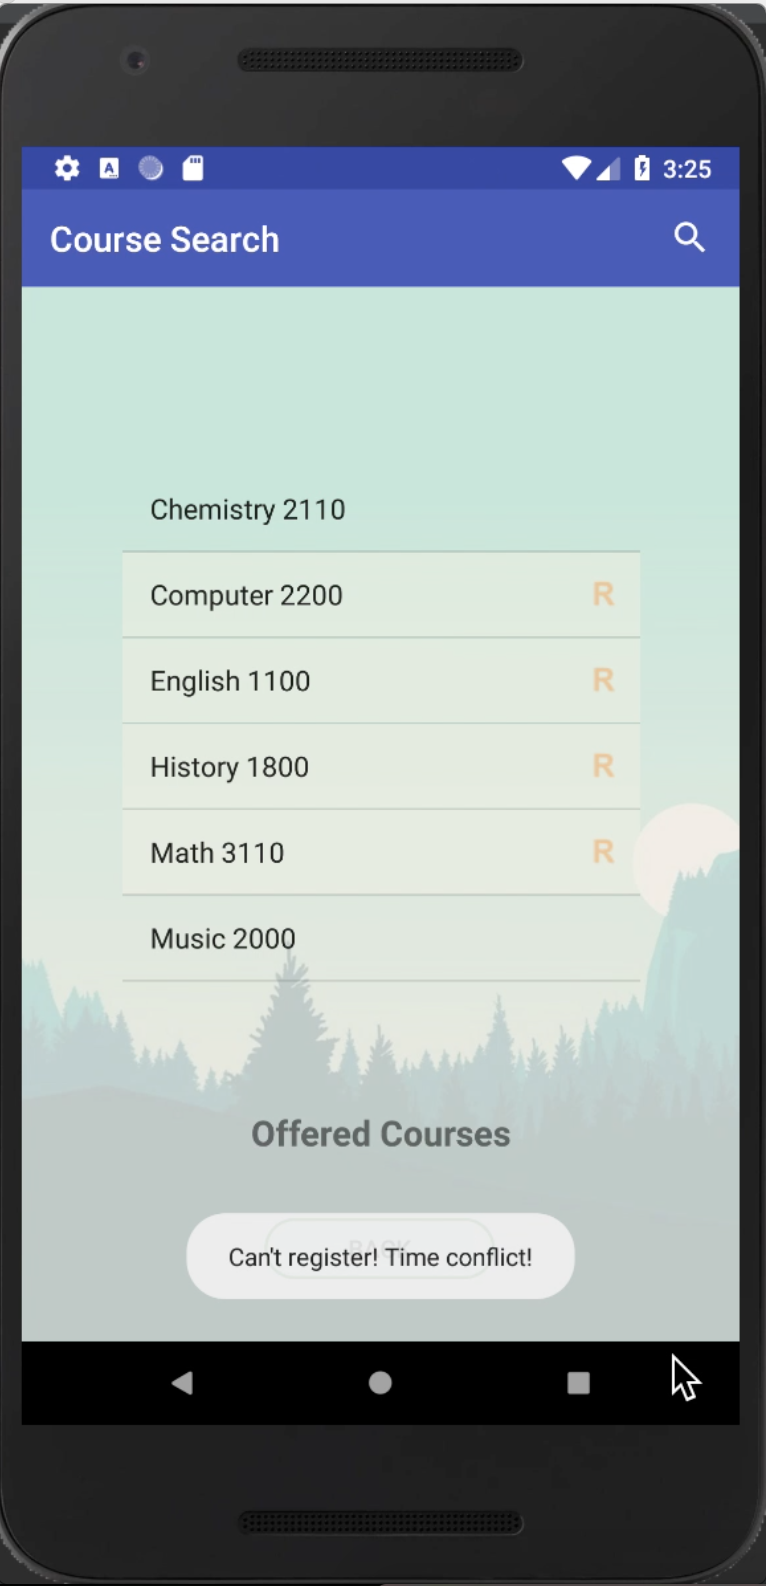 3:25
Course Search
Chemistry 2110
Computer 2200 R
English 1100 R
History 1800 R
Math 3110 R
Music 2000
Offered Courses
BACK
Can't register! Time conflict!